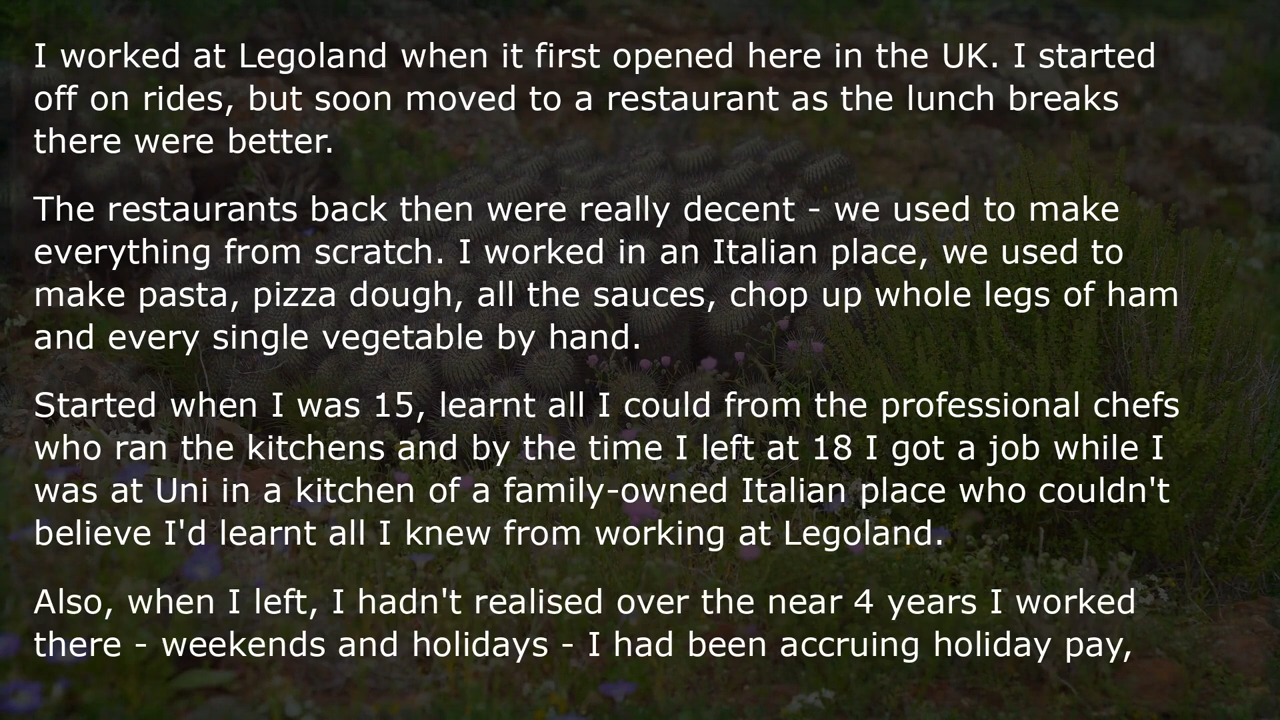 I worked at Legoland when it first opened here in the UK. I started
off on rides, but soon moved to a restaurant as the lunch breaks
there were better.
The restaurants back then were really decent - we used to make
everything from scratch. I worked in an Italian place, we used to
make pasta, pizza dough, all the sauces, chop up whole legs of ham
and every single vegetable by hand.
Started when I was 15, learnt all I could from the professional chefs
who ran the kitchens and by the time I left at 18 I got a job while I
was at Uni in a kitchen of a family-owned Italian place who couldn't
believe I'd learnt all I knew from working at Legoland.
Also, when I left, I hadn't realised over the near 4 years I worked
there - weekends and holidays - I had been accruing holiday pay,